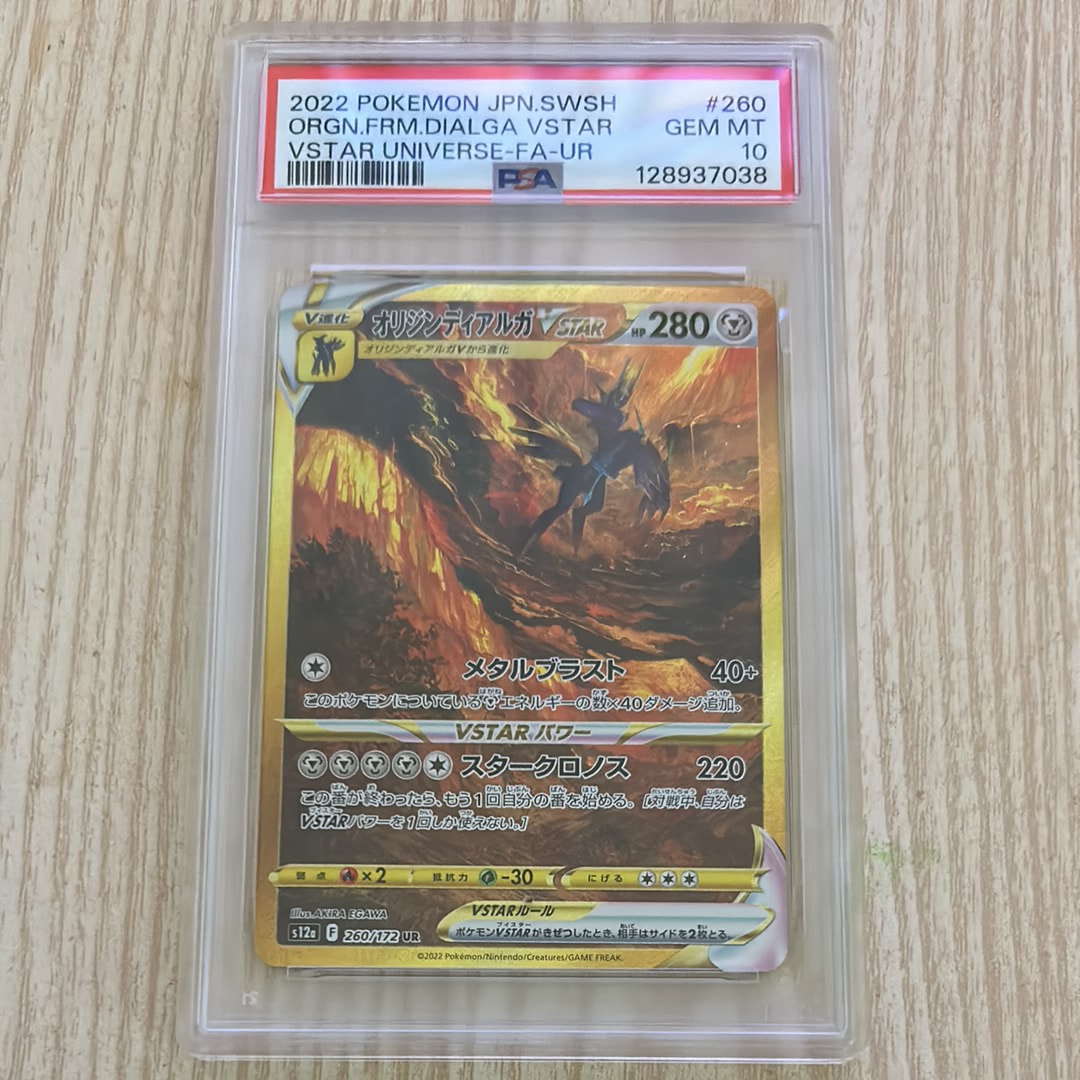 2022 POKEMON JPN.SWSH #260
ORGN.FRM.DIALGA VSTAR GEM MT
VSTAR UNIVERSE-FA-UR 10
PSA 128937038
V進化 オリジンディアルガ VSTAR HP 280
オリジンディアルガVから進化
メタルブラスト 40+
このポケモンについているエネルギーの数×40ダメージ追加。
VSTARパワー
スタークロノス 220
この番が終わったら、もう1回自分の番を始める。[対戦中、自分は
VSTARパワーを1回しか使えない。]
弱点 ×2 抵抗力 -30 にげる
Illus. AKIRA EGAWA
VSTARルール
s12a F 260/172 UR
ポケモンVSTARがきぜつしたとき、相手はサイドを2枚とる。
©2022 Pokémon/Nintendo/Creatures/GAME FREAK.